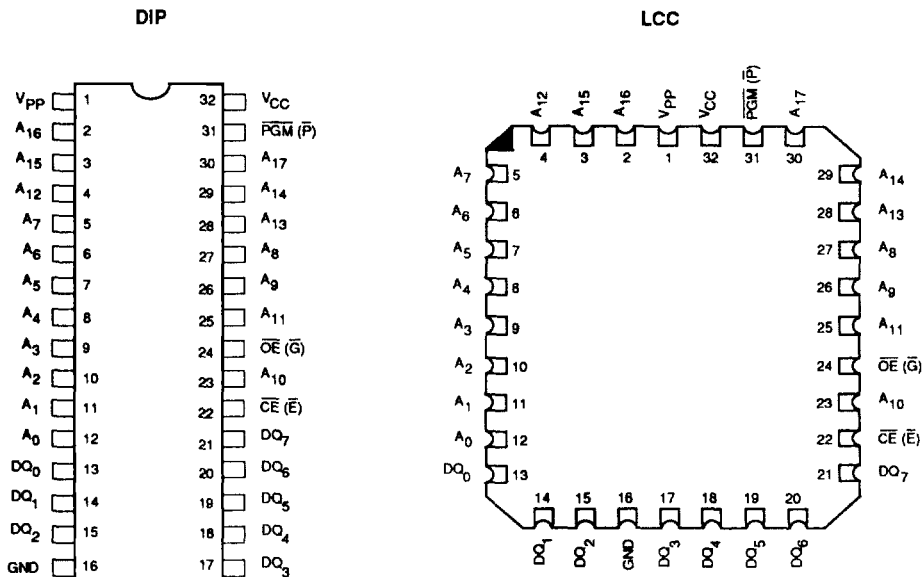 DIP
VPP 1 32 VCC
A16 2 31 PGM (P)
A15 3 30 A17
A12 4 29 A14
A7 5 28 A13
A6 6 27 A8
A5 7 26 A9
A4 8 25 A11
A3 9 24 OE (G)
A2 10 23 A10
A1 11 22 CE (E)
A0 12 21 DQ7
DQ0 13 20 DQ6
DQ1 14 19 DQ5
DQ2 15 18 DQ4
GND 16 17 DQ3
LCC
A12 A15 A16 VPP VCC PGM (P) A17
4 3 2 1 32 31 30
A7 5 29 A14
A6 6 28 A13
A5 7 27 A8
A4 8 26 A9
A3 9 25 A11
A2 10 24 OE (G)
A1 11 23 A10
A0 12 22 CE (E)
DQ0 13 21 DQ7
14 15 16 17 18 19 20
DQ1 DQ2 GND DQ3 DQ4 DQ5 DQ6